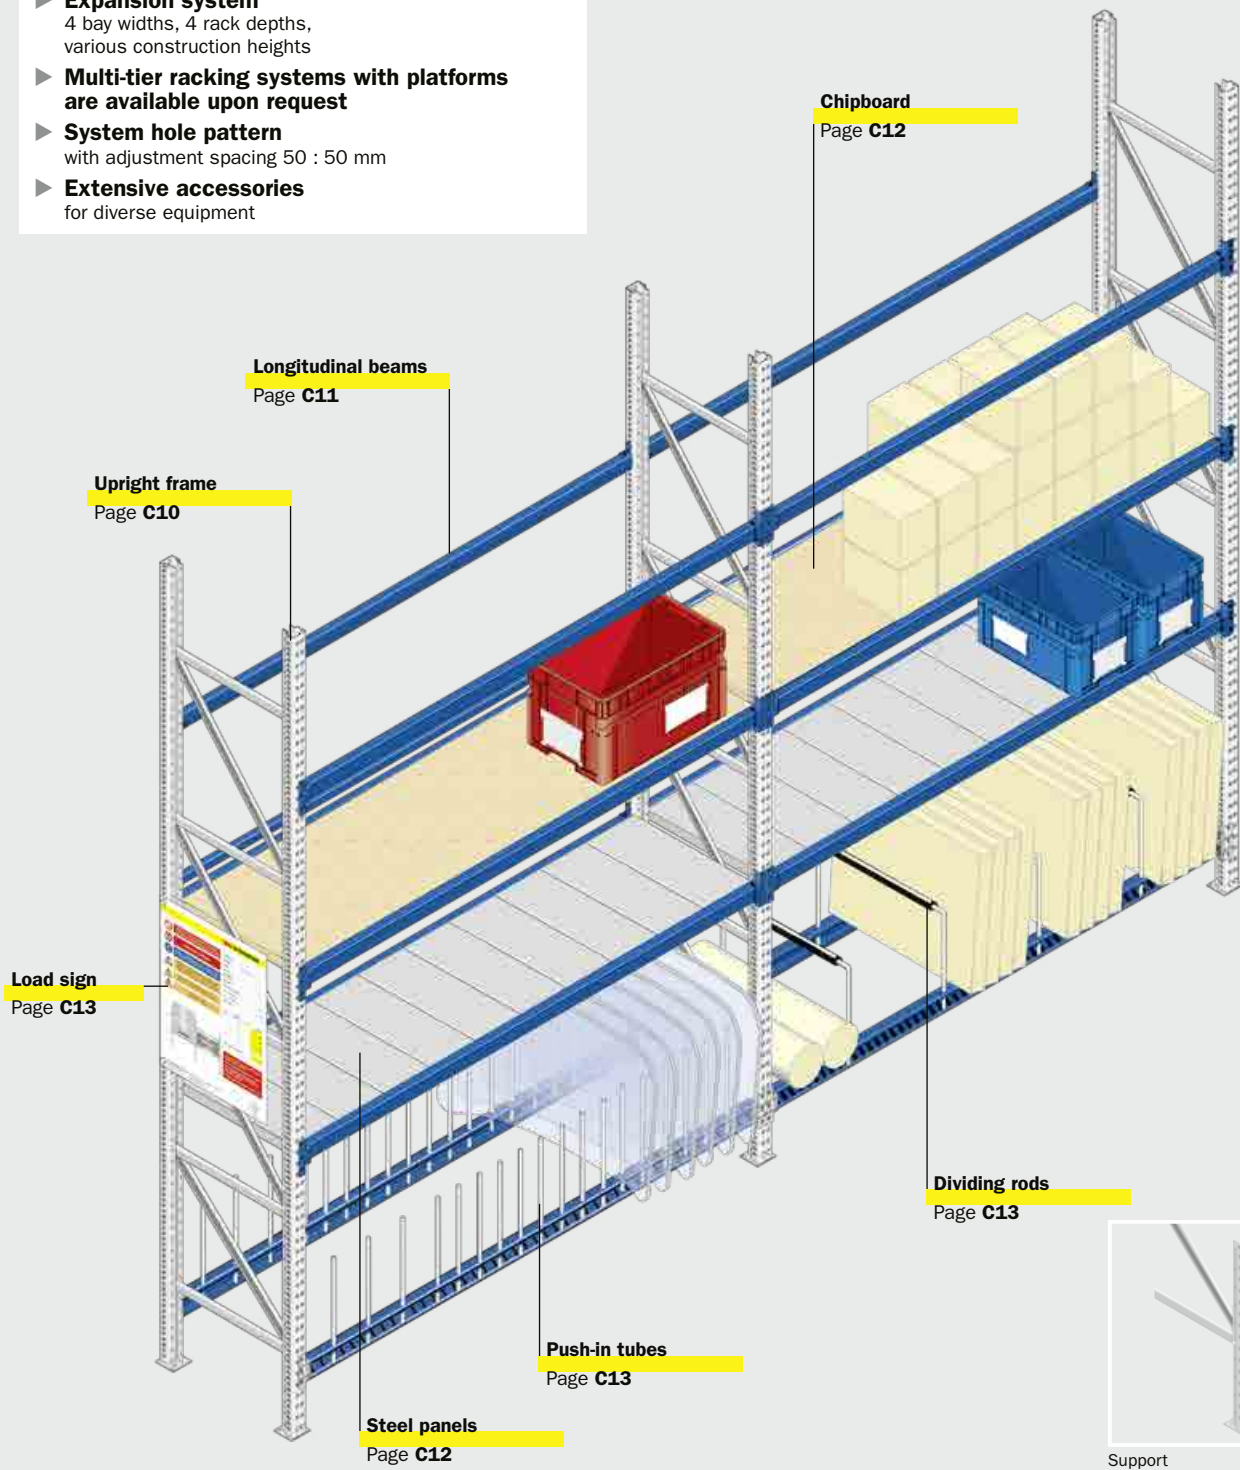 Expansion system
4 bay widths, 4 rack depths,
various construction heights
Multi-tier racking systems with platforms
are available upon request
System hole pattern
with adjustment spacing 50 : 50 mm
Extensive accessories
for diverse equipment
Chipboard
Page C12
Longitudinal beams
Page C11
Upright frame
Page C10
Load sign
Page C13
Dividing rods
Page C13
Push-in tubes
Page C13
Steel panels
Page C12
Support